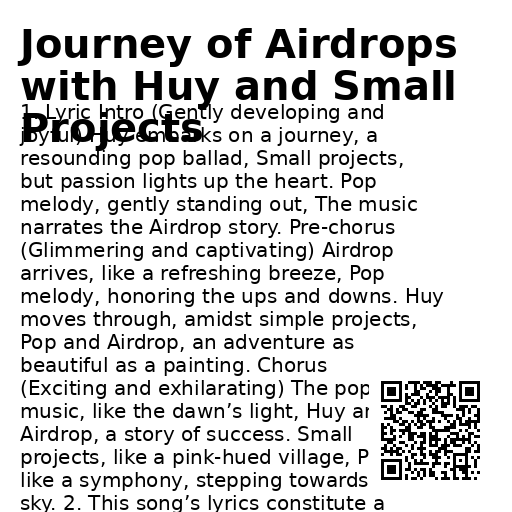 Journey of Airdrops
with Huy and Small
Projects
1. Lyric Intro (Gently developing and
joyful) Huy embarks on a journey, a
resounding pop ballad, Small projects,
but passion lights up the heart. Pop
melody, gently standing out, The music
narrates the Airdrop story. Pre-chorus
(Glimmering and captivating) Airdrop
arrives, like a refreshing breeze, Pop
melody, honoring the ups and downs. Huy
moves through, amidst simple projects,
Pop and Airdrop, an adventure as
beautiful as a painting. Chorus
(Exciting and exhilarating) The pop
music, like the dawn’s light, Huy
Airdrop, a story of success. Small
projects, like a pink-hued village, P
like a symphony, stepping towards
sky. 2. This song’s lyrics constitute a